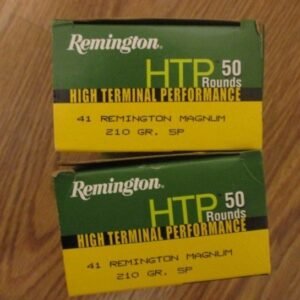 Remington
HTP 50
Rounds
HIGH TERMINAL PERFORMANCE
41 REMINGTON MAGNUM
210 GR. SP
Remington
HTP 50
Rounds
HIGH TERMINAL PERFORMANCE
41 REMINGTON MAGNUM
210 GR. SP